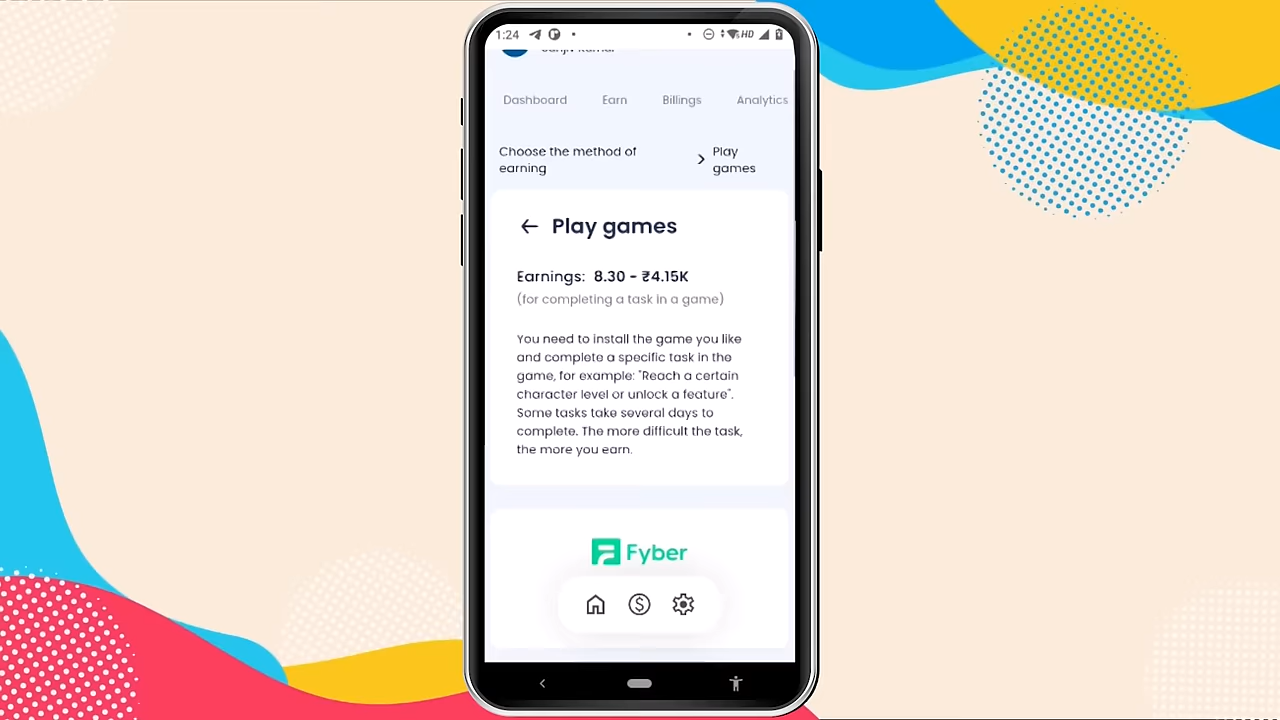 1:24 HD
Dashboard Earn Billings Analytics
Choose the method of
earning
Play
games
Play games
Earnings: 8.30 - ₹4.15K
(for completing a task in a game)
You need to install the game you like
and complete a specific task in the
game, for example: "Reach a certain
character level or unlock a feature".
Some tasks take several days to
complete. The more difficult the task,
the more you earn.
Fyber